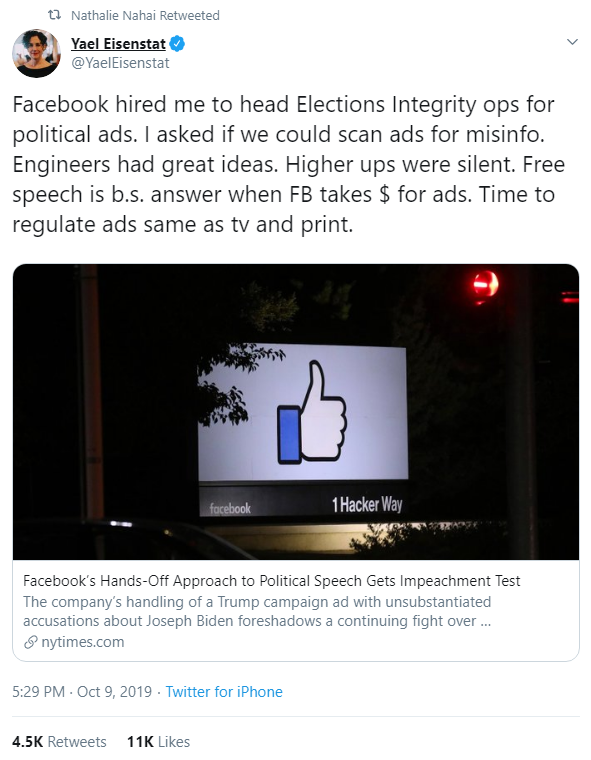 Nathalie Nahai Retweeted
Yael Eisenstat
@YaelEisenstat
Facebook hired me to head Elections Integrity ops for
political ads. I asked if we could scan ads for misinfo.
Engineers had great ideas. Higher ups were silent. Free
speech is b.s. answer when FB takes $ for ads. Time to
regulate ads same as tv and print.
facebook 1 Hacker Way
Facebook's Hands-Off Approach to Political Speech Gets Impeachment Test
The company's handling of a Trump campaign ad with unsubstantiated
accusations about Joseph Biden foreshadows a continuing fight over ...
nytimes.com
5:29 PM · Oct 9, 2019 · Twitter for iPhone
4.5K Retweets 11K Likes